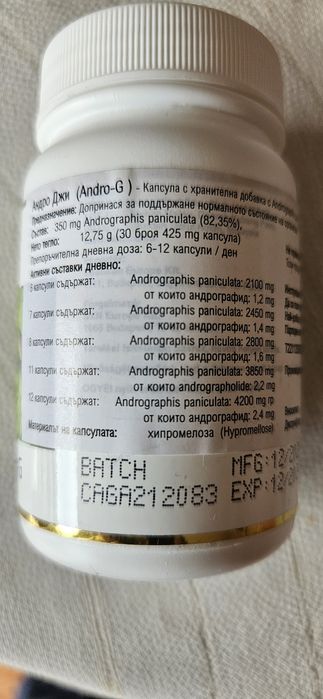 Андро Джи (Andro-G ) - Капсула с хранителна добавка с
Предназначение: Допринася за поддържане нормалното състояние на
Състав: 350 mg Andrographis paniculata (82,35%),
Нето тегло: 12,75 g (30 броя 425 mg капсула)
Препоръчителна дневна доза: 6-12 капсули / ден
Активни съставки дневно:
6 капсули съдържат: Andrographis paniculata: 2100 mg
от които андрографид: 1,2 mg
7 капсули съдържат: Andrographis paniculata: 2450 mg
от които андрографид: 1,4 mg
8 капсули съдържат: Andrographis paniculata: 2800 mg
от които андрографид: 1,6 mg
11 капсули съдържат: Andrographis paniculata: 3850 mg
от които andrographolide: 2,2 mg
12 капсули съдържат: Andrographis paniculata: 4200 mg
от които андрографид: 2,4 mg
Материалът на капсулата: хипромелоза (Hypromellose)
BATCH MFG:12/
CAGA212083 EXP:12/